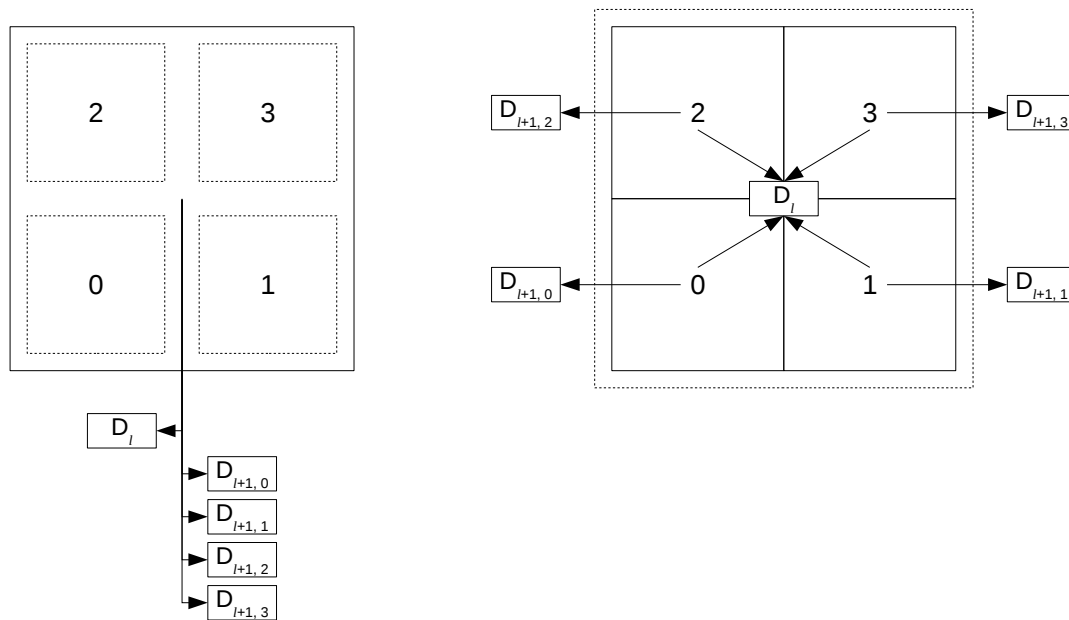 2 3
0 1
D_l
D_{l+1, 0}
D_{l+1, 1}
D_{l+1, 2}
D_{l+1, 3}
D_{l+1, 2} 2 3 D_{l+1, 3}
D_l
D_{l+1, 0} 0 1 D_{l+1, 1}